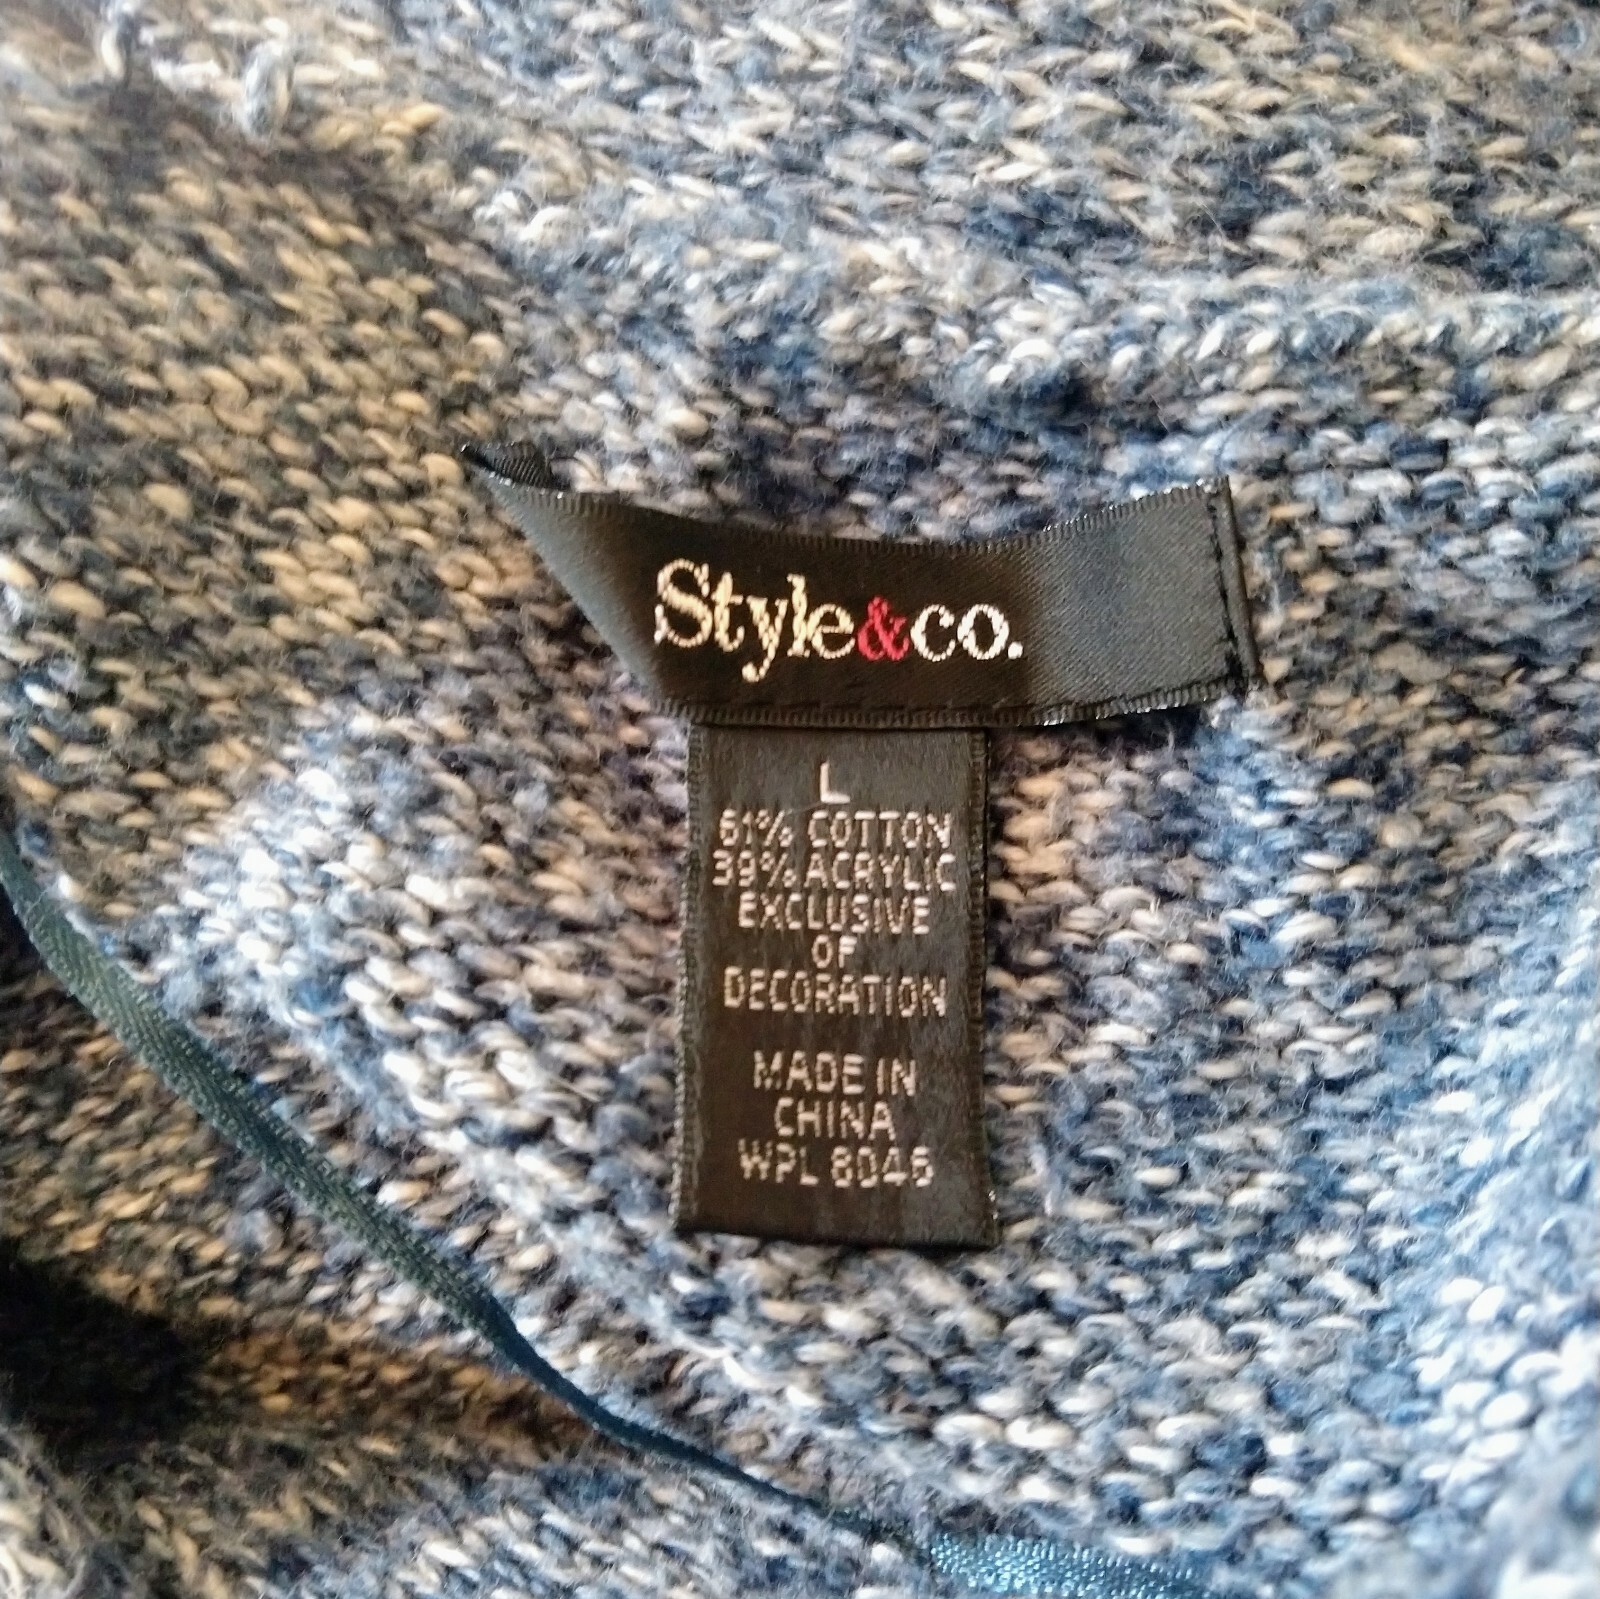 Style&co.
L
61% COTTON
39% ACRYLIC
EXCLUSIVE
OF
DECORATION
MADE IN
CHINA
WPL 8046